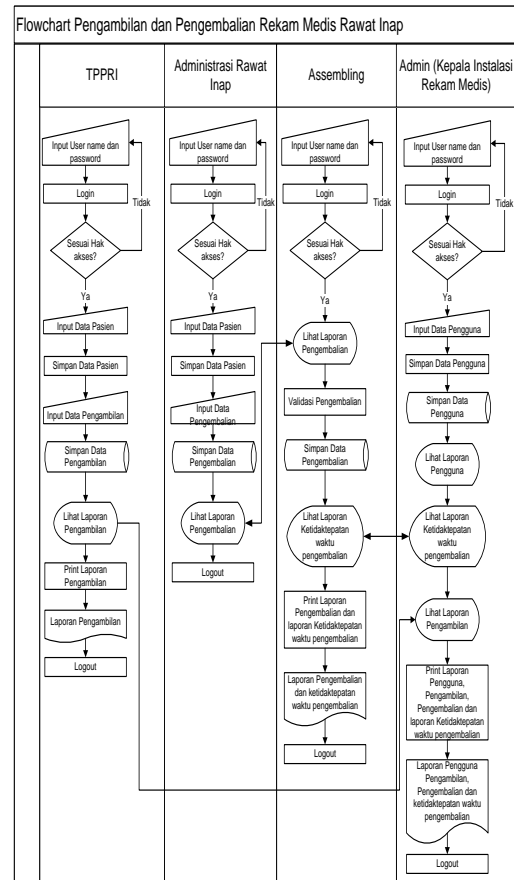 Flowchart Pengambilan dan Pengembalian Rekam Medis Rawat Inap
TPPRI
Administrasi Rawat
Inap
Assembling
Admin (Kepala Instalasi
Rekam Medis)
Input User name dan
password
Login
Tidak
Sesuai Hak
akses?
Ya
Input Data Pasien
Simpan Data Pasien
Input Data Pengambilan
Simpan Data
Pengambilan
Lihat Laporan
Pengambilan
Print Laporan
Pengambilan
Laporan Pengambilan
Logout
Input User name dan
password
Login
Tidak
Sesuai Hak
akses?
Ya
Input Data Pasien
Simpan Data Pasien
Input Data
Pengembalian
Simpan Data
Pengembalian
Lihat Laporan
Pengembalian
Logout
Input User name dan
password
Login
Tidak
Sesuai Hak
akses?
Ya
Lihat Laporan
Pengembalian
Validasi Pengembalian
Simpan Data
Pengembalian
Lihat Laporan
Ketidaktepatan
waktu
pengembalian
Print Laporan
Pengembalian dan
laporan Ketidaktepatan
waktu pengembalian
Laporan Pengembalian
dan ketidaktepatan
waktu pengembalian
Logout
Input User name dan
password
Login
Tidak
Sesuai Hak
akses?
Ya
Input Data Pengguna
Simpan Data Pengguna
Simpan Data
Pengguna
Lihat Laporan
Pengguna
Lihat Laporan
Ketidaktepatan
waktu
pengembalian
Lihat Laporan
Pengambilan
Print Laporan
Pengguna,
Pengambilan,
Pengembalian dan
laporan Ketidaktepatan
waktu pengembalian
Laporan Pengguna
Pengambilan,
Pengembalian dan
ketidaktepatan waktu
pengembalian
Logout